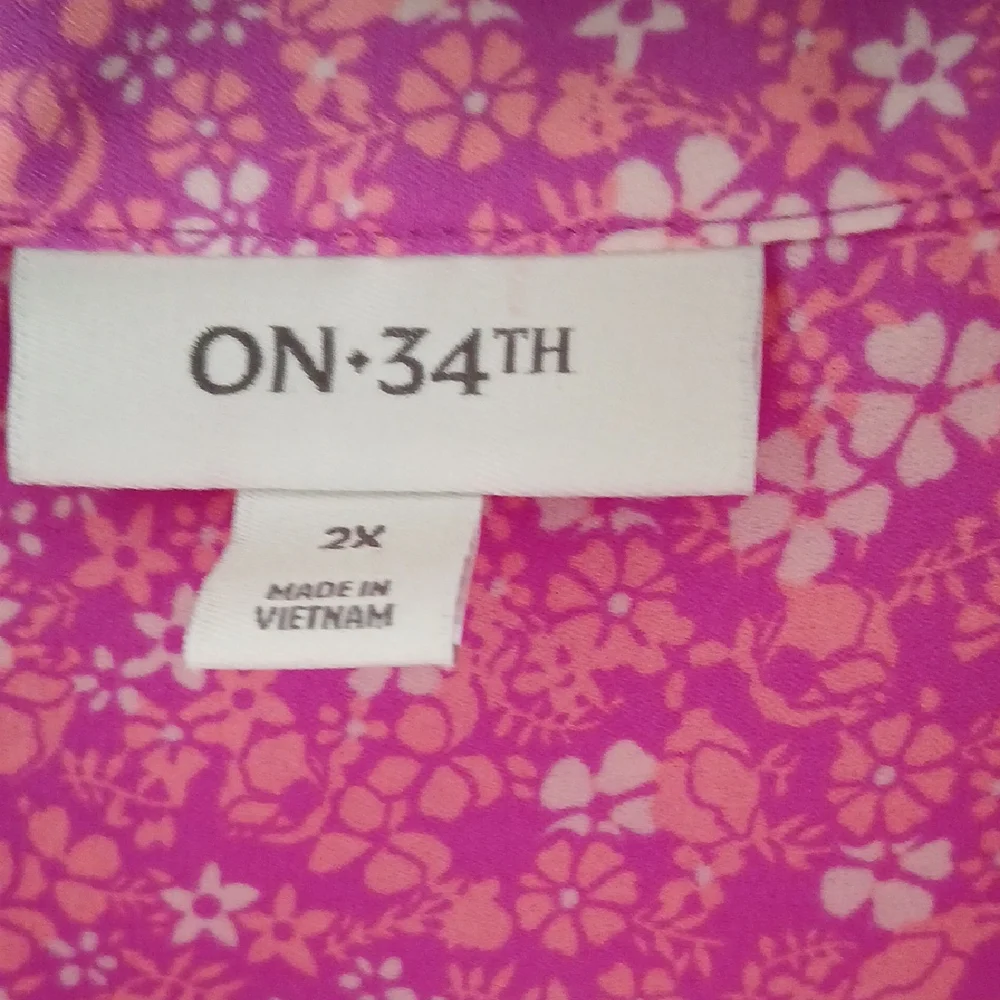 ON·34TH
2X
MADE IN
VIETNAM